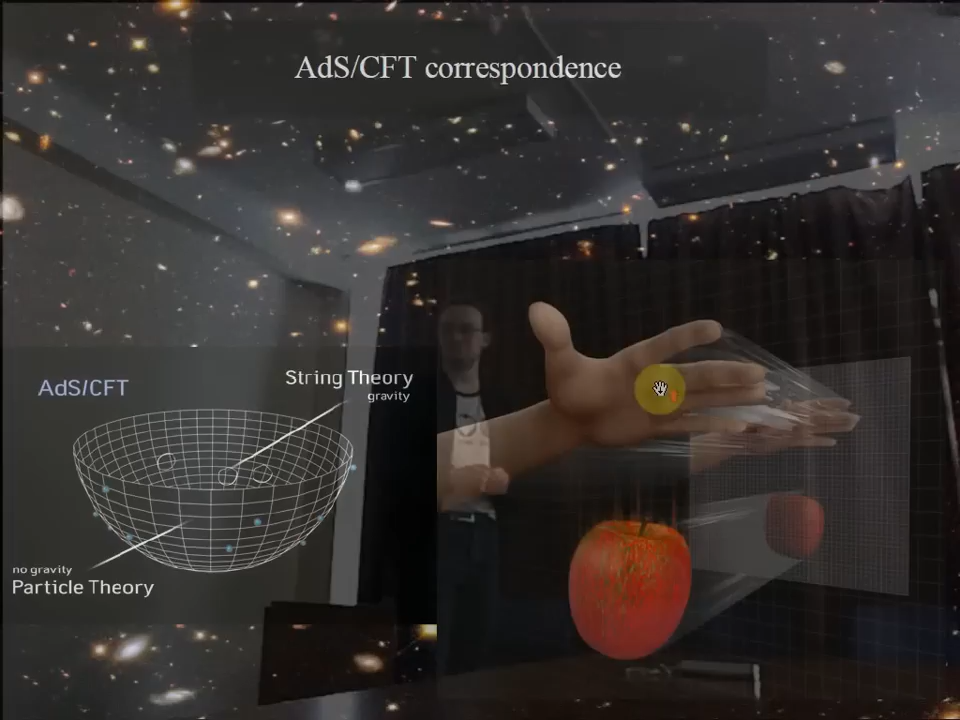 AdS/CFT correspondence
AdS/CFT
String Theory
gravity
no gravity
Particle Theory